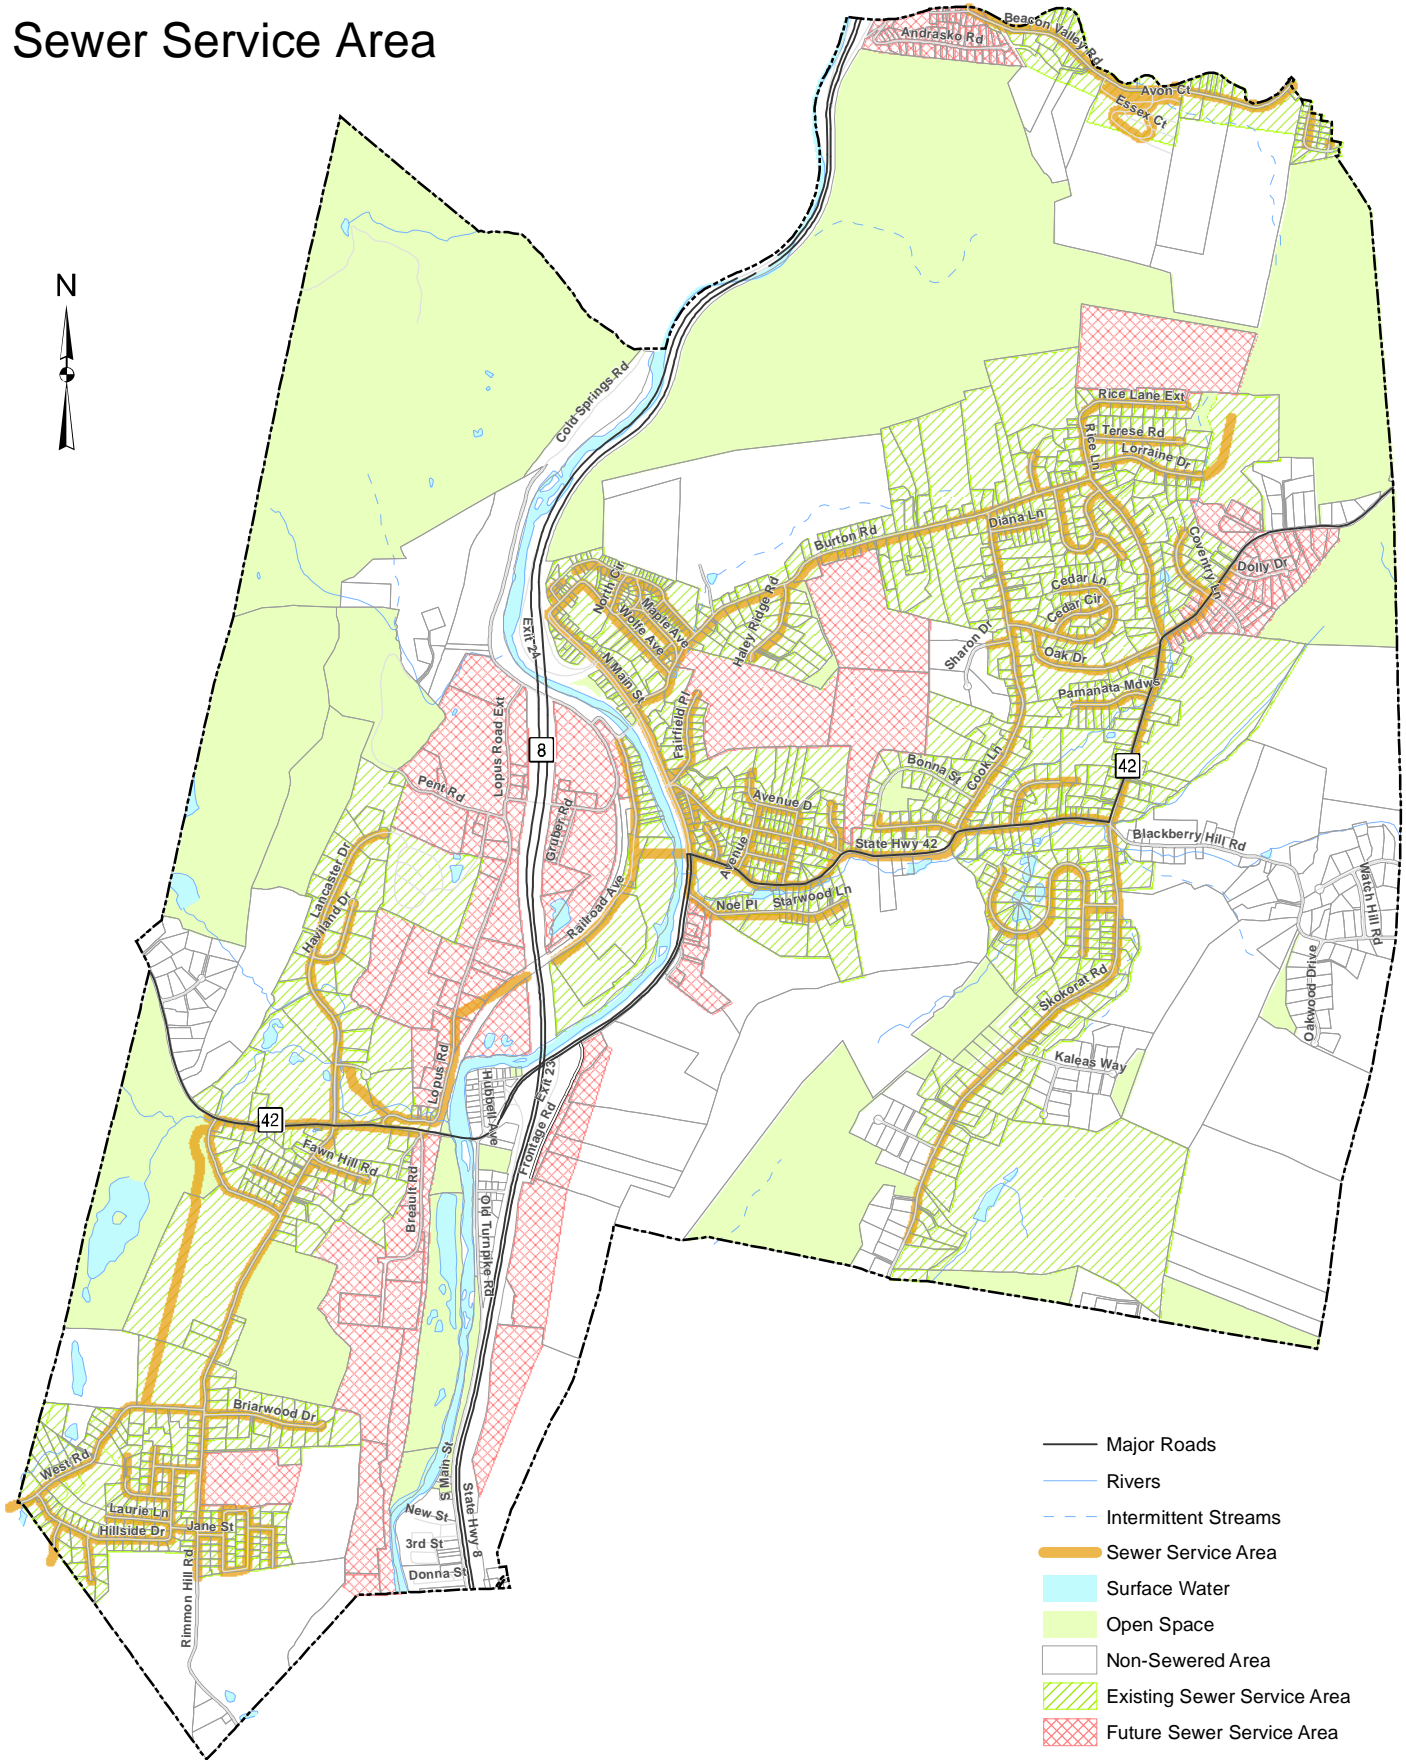 Sewer Service Area
Beacon Valley Rd
Andrasko Rd
Avon Ct
Essex Ct
N
Cold Springs Rd
Rice Lane Ext
Terese Rd
Rice Ln
Lorraine Dr
Diana Ln
Burton Rd
Coventry Ln
Dolly Dr
North Cir
Maple Ave
Wolfe Ave
Cedar Ln
Cedar Cir
Haley Ridge Rd
Exit 24
Sharon Dr
Oak Dr
N Main St
Pamanata Mdws
Lopus Road Ext
Fairfield Pl
8
42
Bonna St
Cook Ln
Pent Rd
Avenue D
Gruber Rd
State Hwy 42
Blackberry Hill Rd
Avenue
Lancaster Dr
Haviland Dr
Railroad Ave
Noe Pl
Starwood Ln
Watch Hill Rd
Oakwood Drive
Skokorat Rd
Kaleas Way
Lopus Rd
Hubbell Ave
Exit 23
Frontage Rd
42
Fawn Hill Rd
Breault Rd
Old Turnpike Rd
Briarwood Dr
West Rd
S Main St
State Hwy 8
Laurie Ln
New St
Hillside Dr
Jane St
3rd St
Donna St
Rimmon Hill Rd
Major Roads
Rivers
Intermittent Streams
Sewer Service Area
Surface Water
Open Space
Non-Sewered Area
Existing Sewer Service Area
Future Sewer Service Area